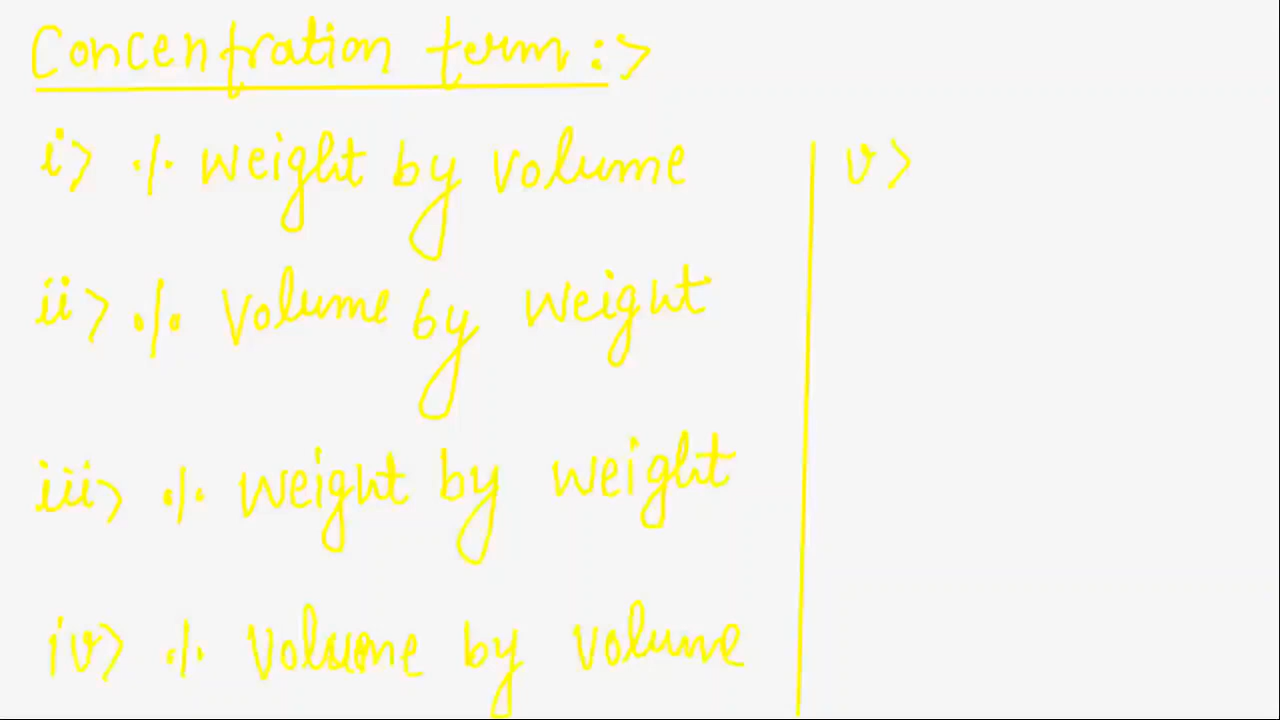 Concentration term :>
i> % weight by volume
ii> % volume by weight
iii> % weight by weight
iv> % volume by volume
v>